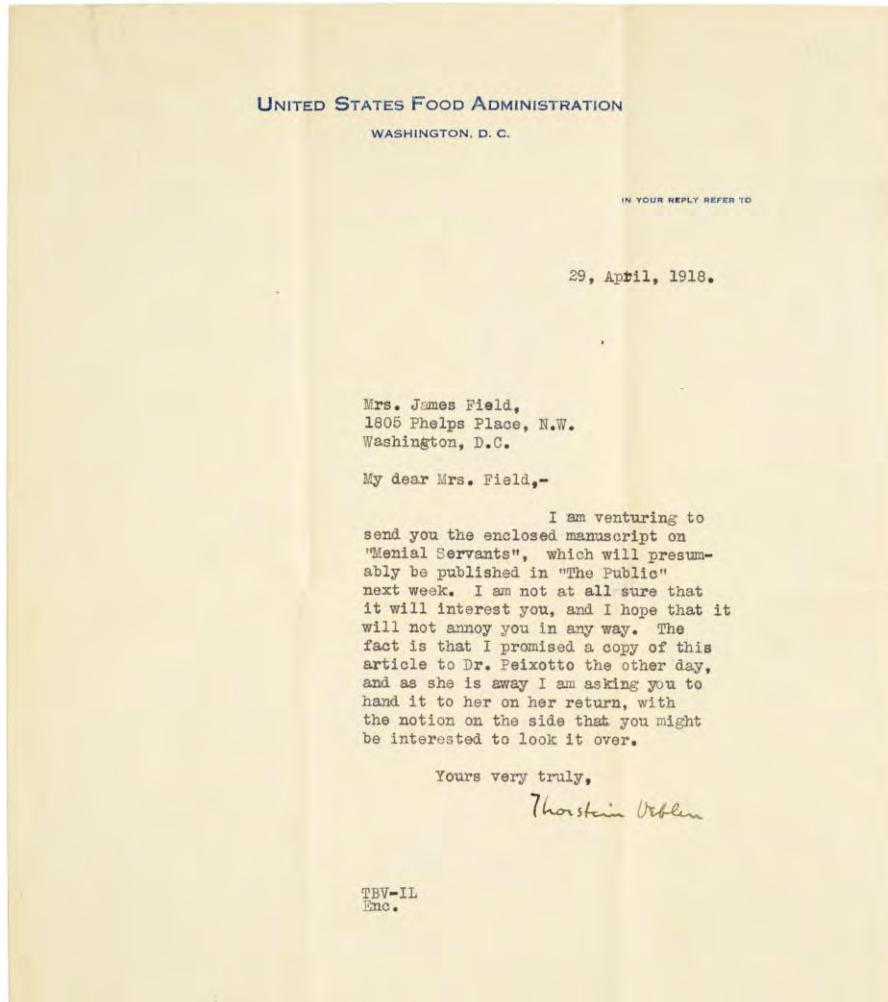 UNITED STATES FOOD ADMINISTRATION
WASHINGTON, D. C.
IN YOUR REPLY REFER TO
29, April, 1918.
Mrs. James Field,
1805 Phelps Place, N.W.
Washington, D.C.
My dear Mrs. Field,-
I am venturing to
send you the enclosed manuscript on
"Menial Servants", which will presum-
ably be published in "The Public"
next week. I am not at all sure that
it will interest you, and I hope that it
will not annoy you in any way. The
fact is that I promised a copy of this
article to Dr. Peixotto the other day,
and as she is away I am asking you to
hand it to her on her return, with
the notion on the side that you might
be interested to look it over.
Yours very truly,
Thorstein Veblen
TBV-IL
Enc.